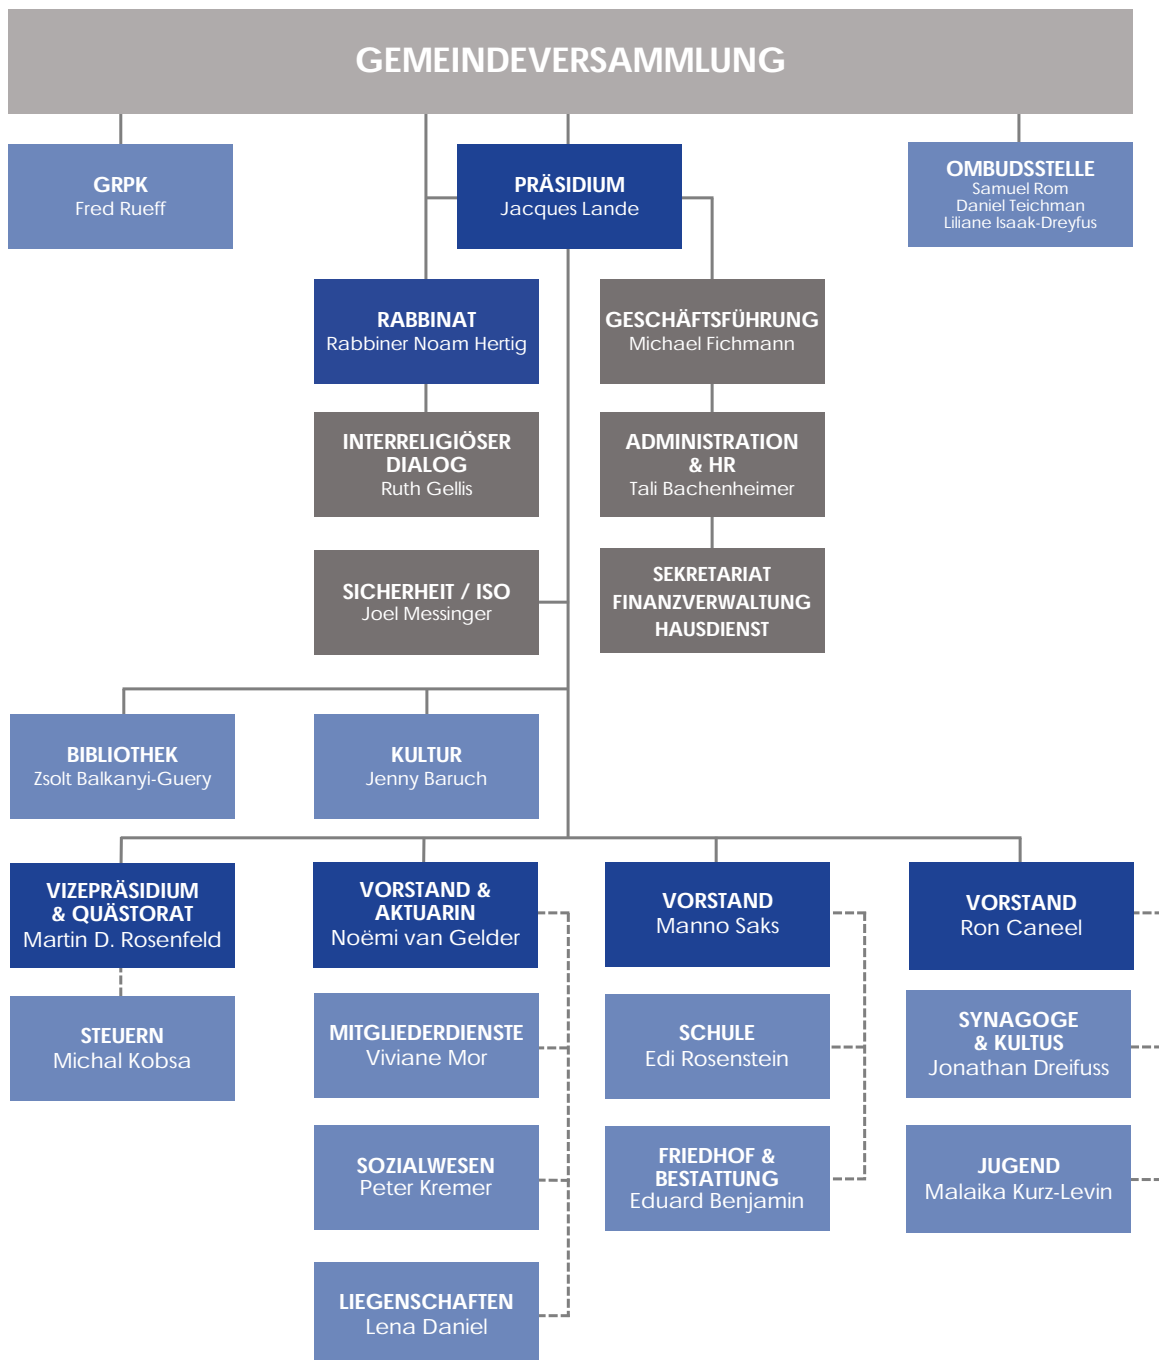 GEMEINDEVERSAMMLUNG
GRPK
Fred Rueff
PRÄSIDIUM
Jacques Lande
OMBUDSSTELLE
Samuel Rom
Daniel Teichman
Liliane Isaak-Dreyfus
RABBINAT
Rabbiner Noam Hertig
GESCHÄFTSFÜHRUNG
Michael Fichmann
INTERRELIGIÖSER
DIALOG
Ruth Gellis
ADMINISTRATION
& HR
Tali Bachenheimer
SICHERHEIT / ISO
Joel Messinger
SEKRETARIAT
FINANZVERWALTUNG
HAUSDIENST
BIBLIOTHEK
Zsolt Balkanyi-Guery
KULTUR
Jenny Baruch
VIZEPRÄSIDIUM
& QUÄSTORAT
Martin D. Rosenfeld
VORSTAND &
AKTUARIN
Noëmi van Gelder
VORSTAND
Manno Saks
VORSTAND
Ron Caneel
STEUERN
Michal Kobsa
MITGLIEDERDIENSTE
Viviane Mor
SCHULE
Edi Rosenstein
SYNAGOGE
& KULTUS
Jonathan Dreifuss
SOZIALWESEN
Peter Kremer
FRIEDHOF &
BESTATTUNG
Eduard Benjamin
JUGEND
Malaika Kurz-Levin
LIEGENSCHAFTEN
Lena Daniel